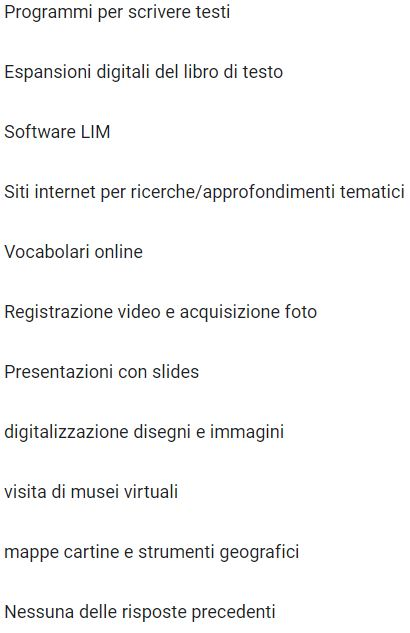 Programmi per scrivere testi
Espansioni digitali del libro di testo
Software LIM
Siti internet per ricerche/approfondimenti tematici
Vocabolari online
Registrazione video e acquisizione foto
Presentazioni con slides
digitalizzazione disegni e immagini
visita di musei virtuali
mappe cartine e strumenti geografici
Nessuna delle risposte precedenti